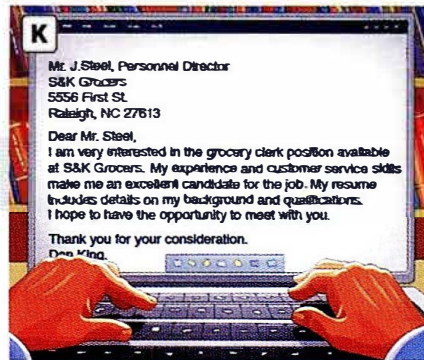 K
Mr. J.Steel, Personnel Director
S&K Grocers
5556 First St.
Raleigh, NC 27613
Dear Mr. Steel,
I am very interested in the grocery clerk position available
at S&K Grocers. My experience and customer service skills
make me an excellent candidate for the job. My resume
includes details on my background and qualifications.
I hope to have the opportunity to meet with you.
Thank you for your consideration.
Don King.